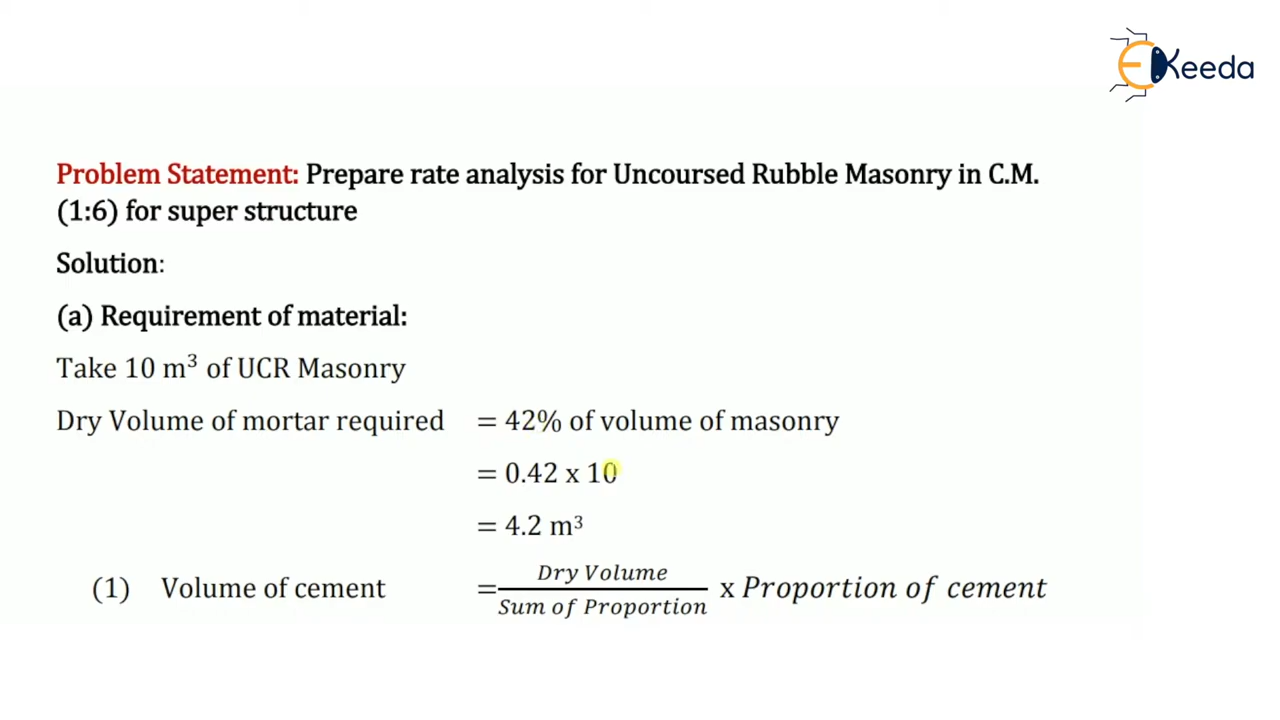 EKeeda
Problem Statement: Prepare rate analysis for Uncoursed Rubble Masonry in C.M.
(1:6) for super structure
Solution:
(a) Requirement of material:
Take 10 m³ of UCR Masonry
Dry Volume of mortar required = 42% of volume of masonry
= 0.42 x 10
= 4.2 m³
(1) Volume of cement = Dry Volume / Sum of Proportion x Proportion of cement